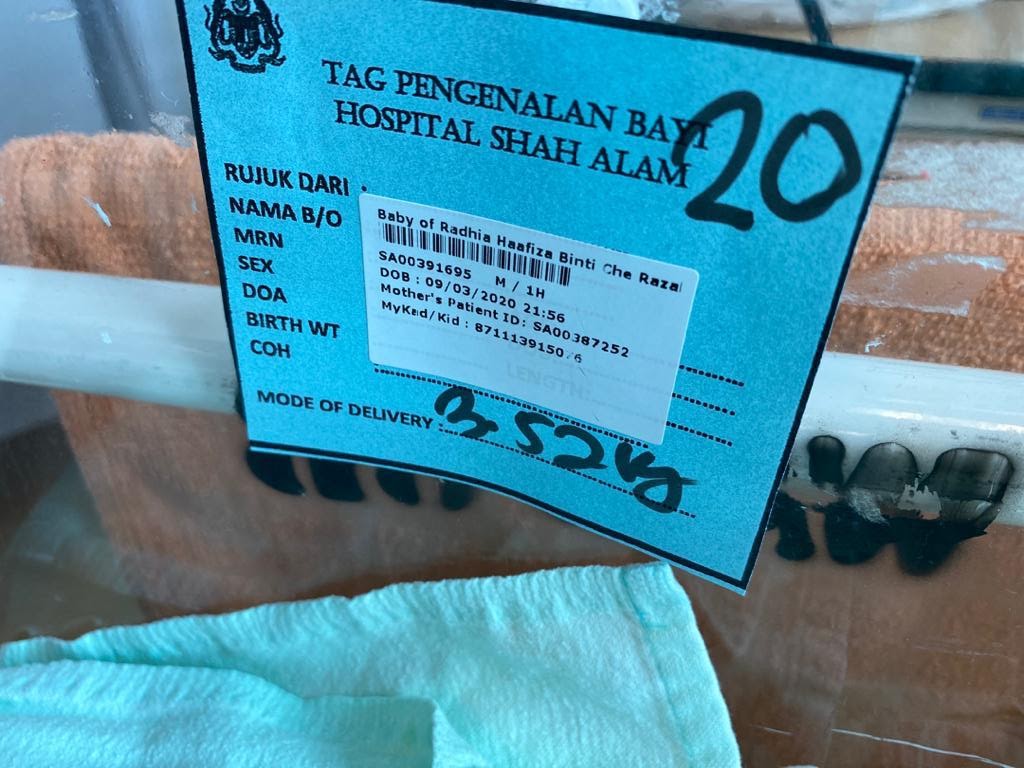 TAG PENGENALAN BAYI
HOSPITAL SHAH ALAM
20
RUJUK DARI :
NAMA B/O
MRN
SEX
DOA
BIRTH WT
COH
Baby of Radhia Haafiza Binti Che Razal
SA00391695 M / 1H
DOB : 09/03/2020 21:56
Mother's Patient ID: SA00387252
MyKad/Kid :
LENGTH:
MODE OF DELIVERY :
3.52kg